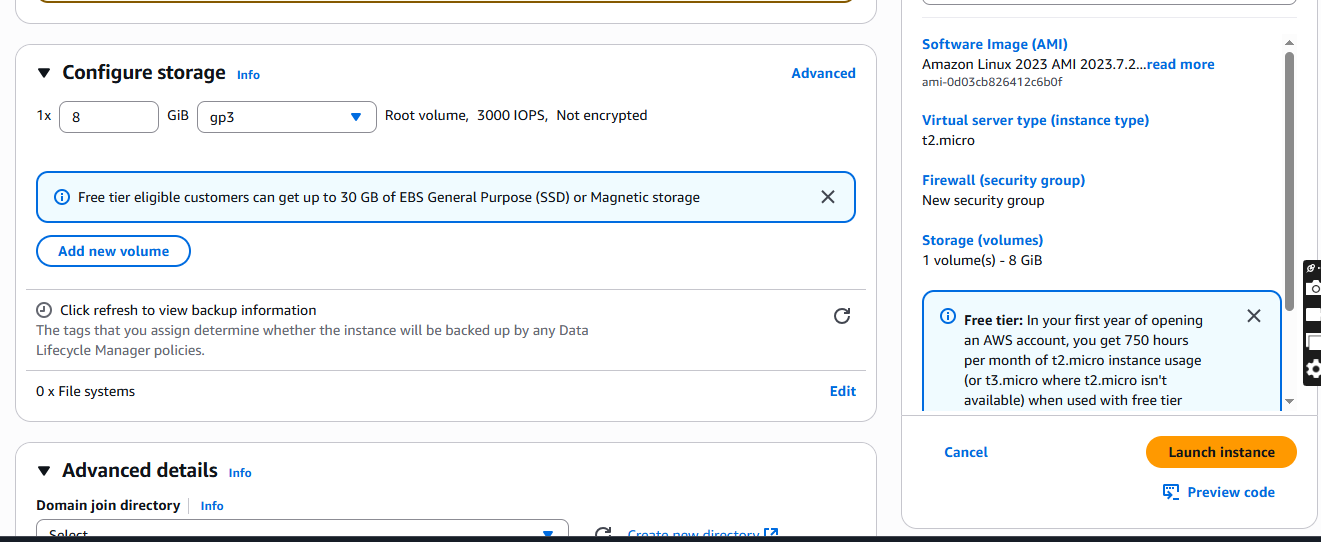 Configure storage Info
Advanced
1x 8 GiB gp3 Root volume, 3000 IOPS, Not encrypted
Free tier eligible customers can get up to 30 GB of EBS General Purpose (SSD) or Magnetic storage
Add new volume
Click refresh to view backup information
The tags that you assign determine whether the instance will be backed up by any Data
Lifecycle Manager policies.
0 x File systems
Edit
Advanced details Info
Domain join directory Info
Select
Create new directory
Software Image (AMI)
Amazon Linux 2023 AMI 2023.7.2...read more
ami-0d03cb826412c6b0f
Virtual server type (instance type)
t2.micro
Firewall (security group)
New security group
Storage (volumes)
1 volume(s) - 8 GiB
Free tier: In your first year of opening
an AWS account, you get 750 hours
per month of t2.micro instance usage
(or t3.micro where t2.micro isn't
available) when used with free tier
Cancel
Launch instance
Preview code